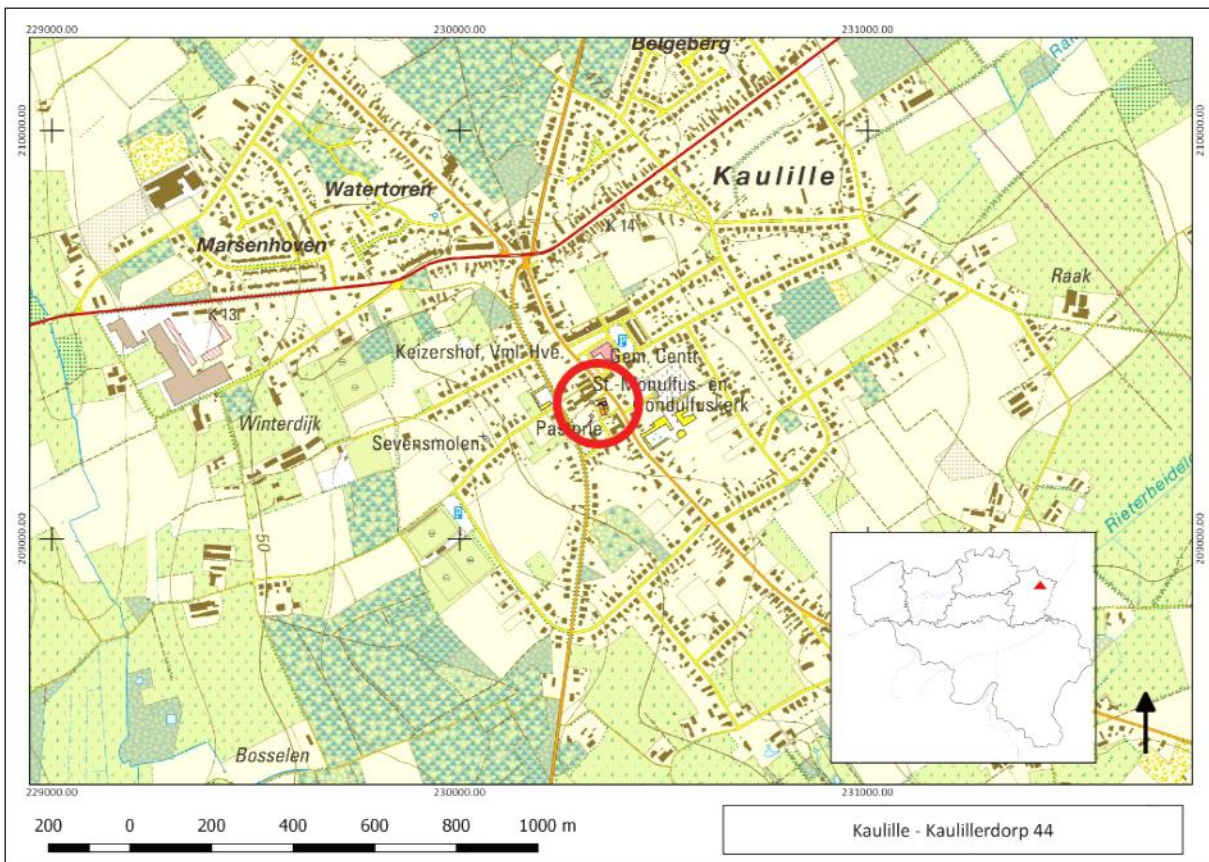 229000.00
230000.00
231000.00
Belgeberg
47.5
210000.00
210000.00
Kaulille
Watertoren
K 14
Marsenhoven
Raak
K 13
Keizershof, Vml. Hve.
Gem. Centr.
St.-Monulfus- en
Gondulfuskerk
Winterdijk
Pastorie
Sevensmolen
P
P
50
209000.00
209000.00
Bosselen
229000.00
230000.00
231000.00
200 0 200 400 600 800 1000 m
Kaulille - Kaulillerdorp 44